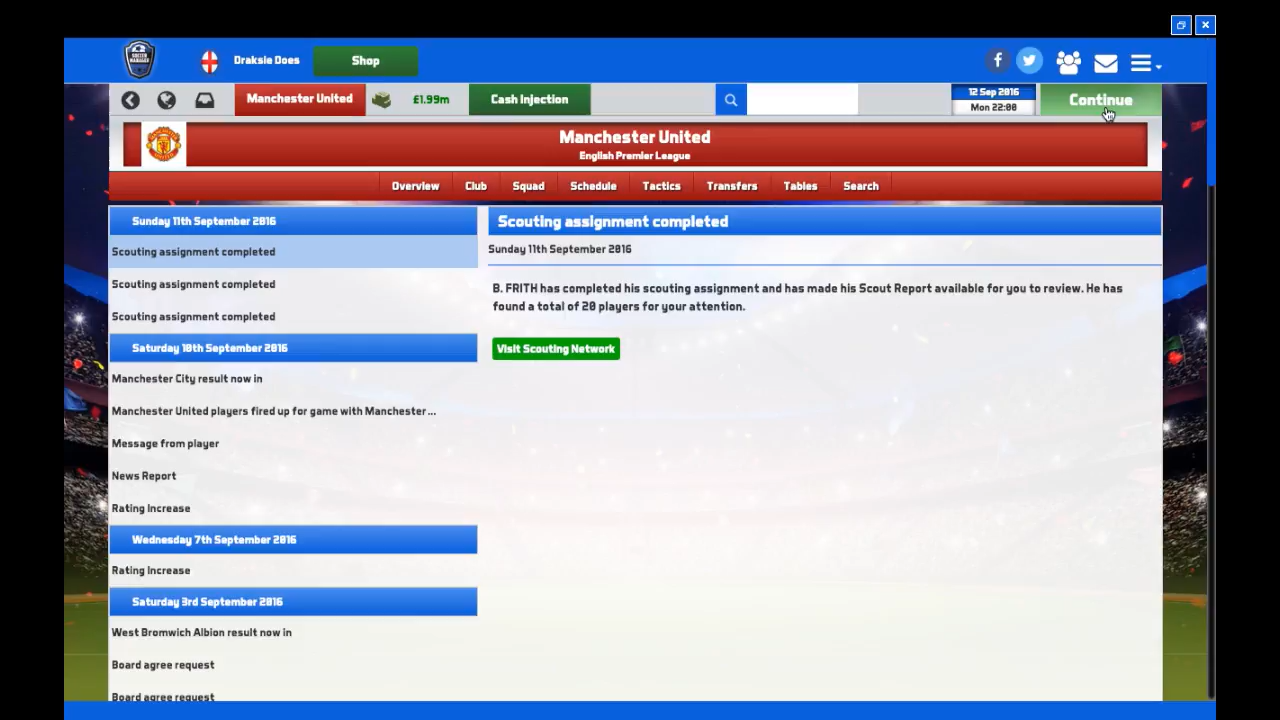 Draksie Does
Shop
Manchester United
£1.99m
Cash Injection
12 Sep 2016
Mon 22:00
Continue
Manchester United
English Premier League
Overview
Club
Squad
Schedule
Tactics
Transfers
Tables
Search
Sunday 11th September 2016
Scouting assignment completed
Scouting assignment completed
Scouting assignment completed
Saturday 10th September 2016
Manchester City result now in
Manchester United players fired up for game with Manchester ...
Message from player
News Report
Rating Increase
Wednesday 7th September 2016
Rating Increase
Saturday 3rd September 2016
West Bromwich Albion result now in
Board agree request
Board agree request
Scouting assignment completed
Sunday 11th September 2016
B. FRITH has completed his scouting assignment and has made his Scout Report available for you to review. He has
found a total of 20 players for your attention.
Visit Scouting Network